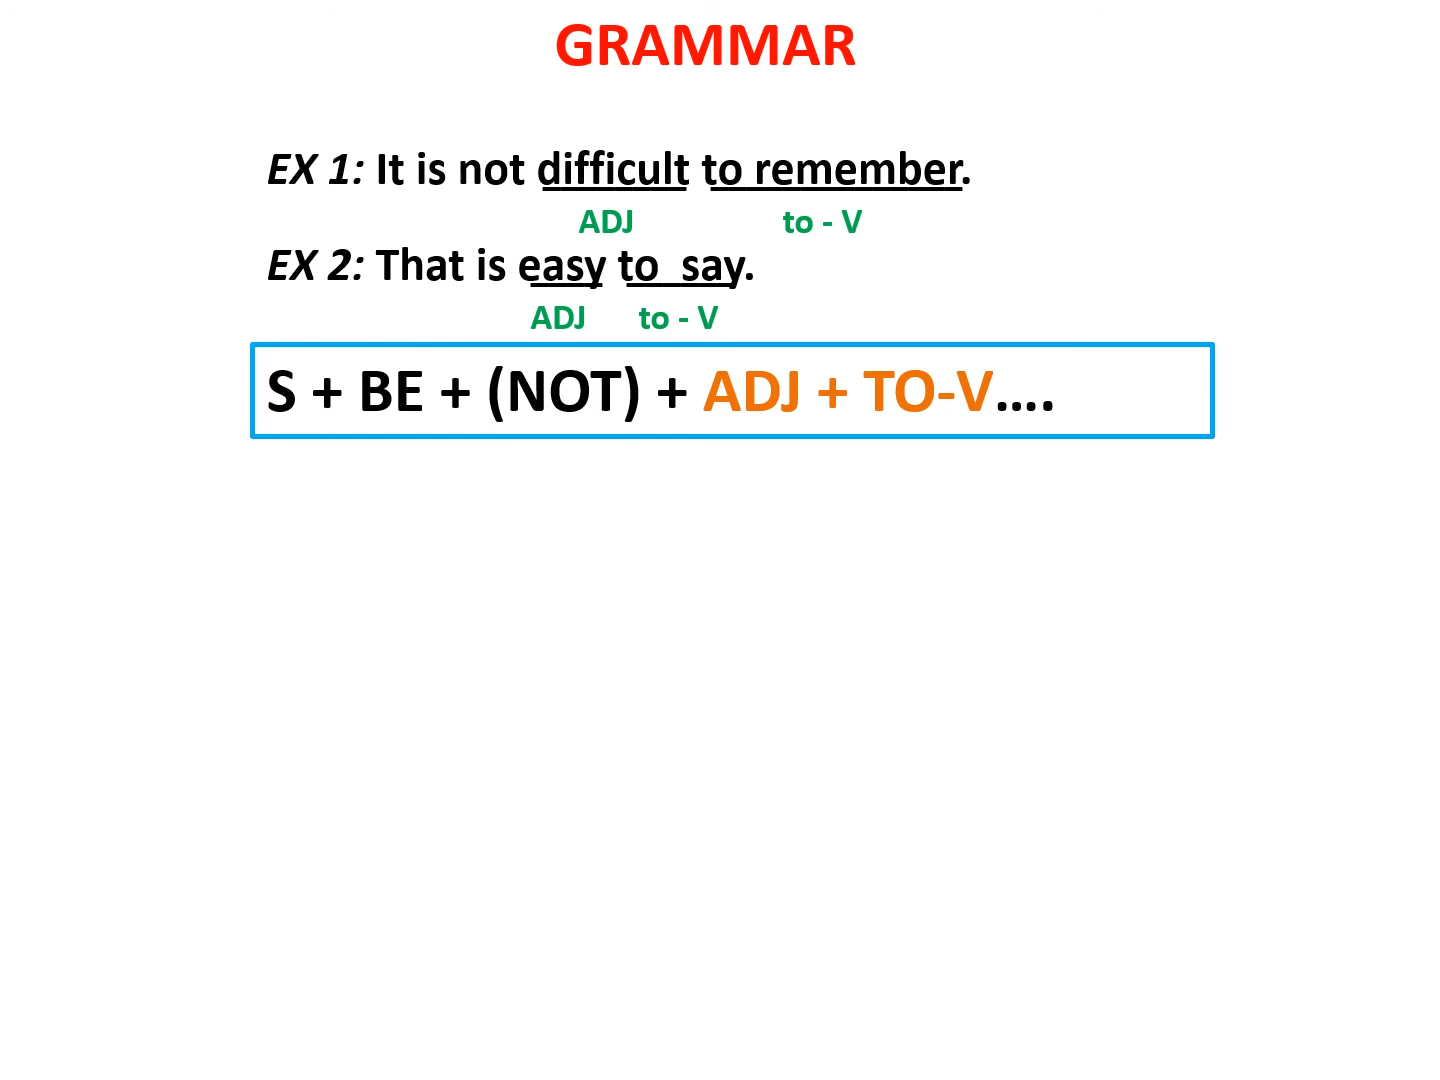 GRAMMAR
EX 1: It is not difficult to remember.
ADJ to - V
EX 2: That is easy to say.
ADJ to - V
S + BE + (NOT) + ADJ + TO-V....